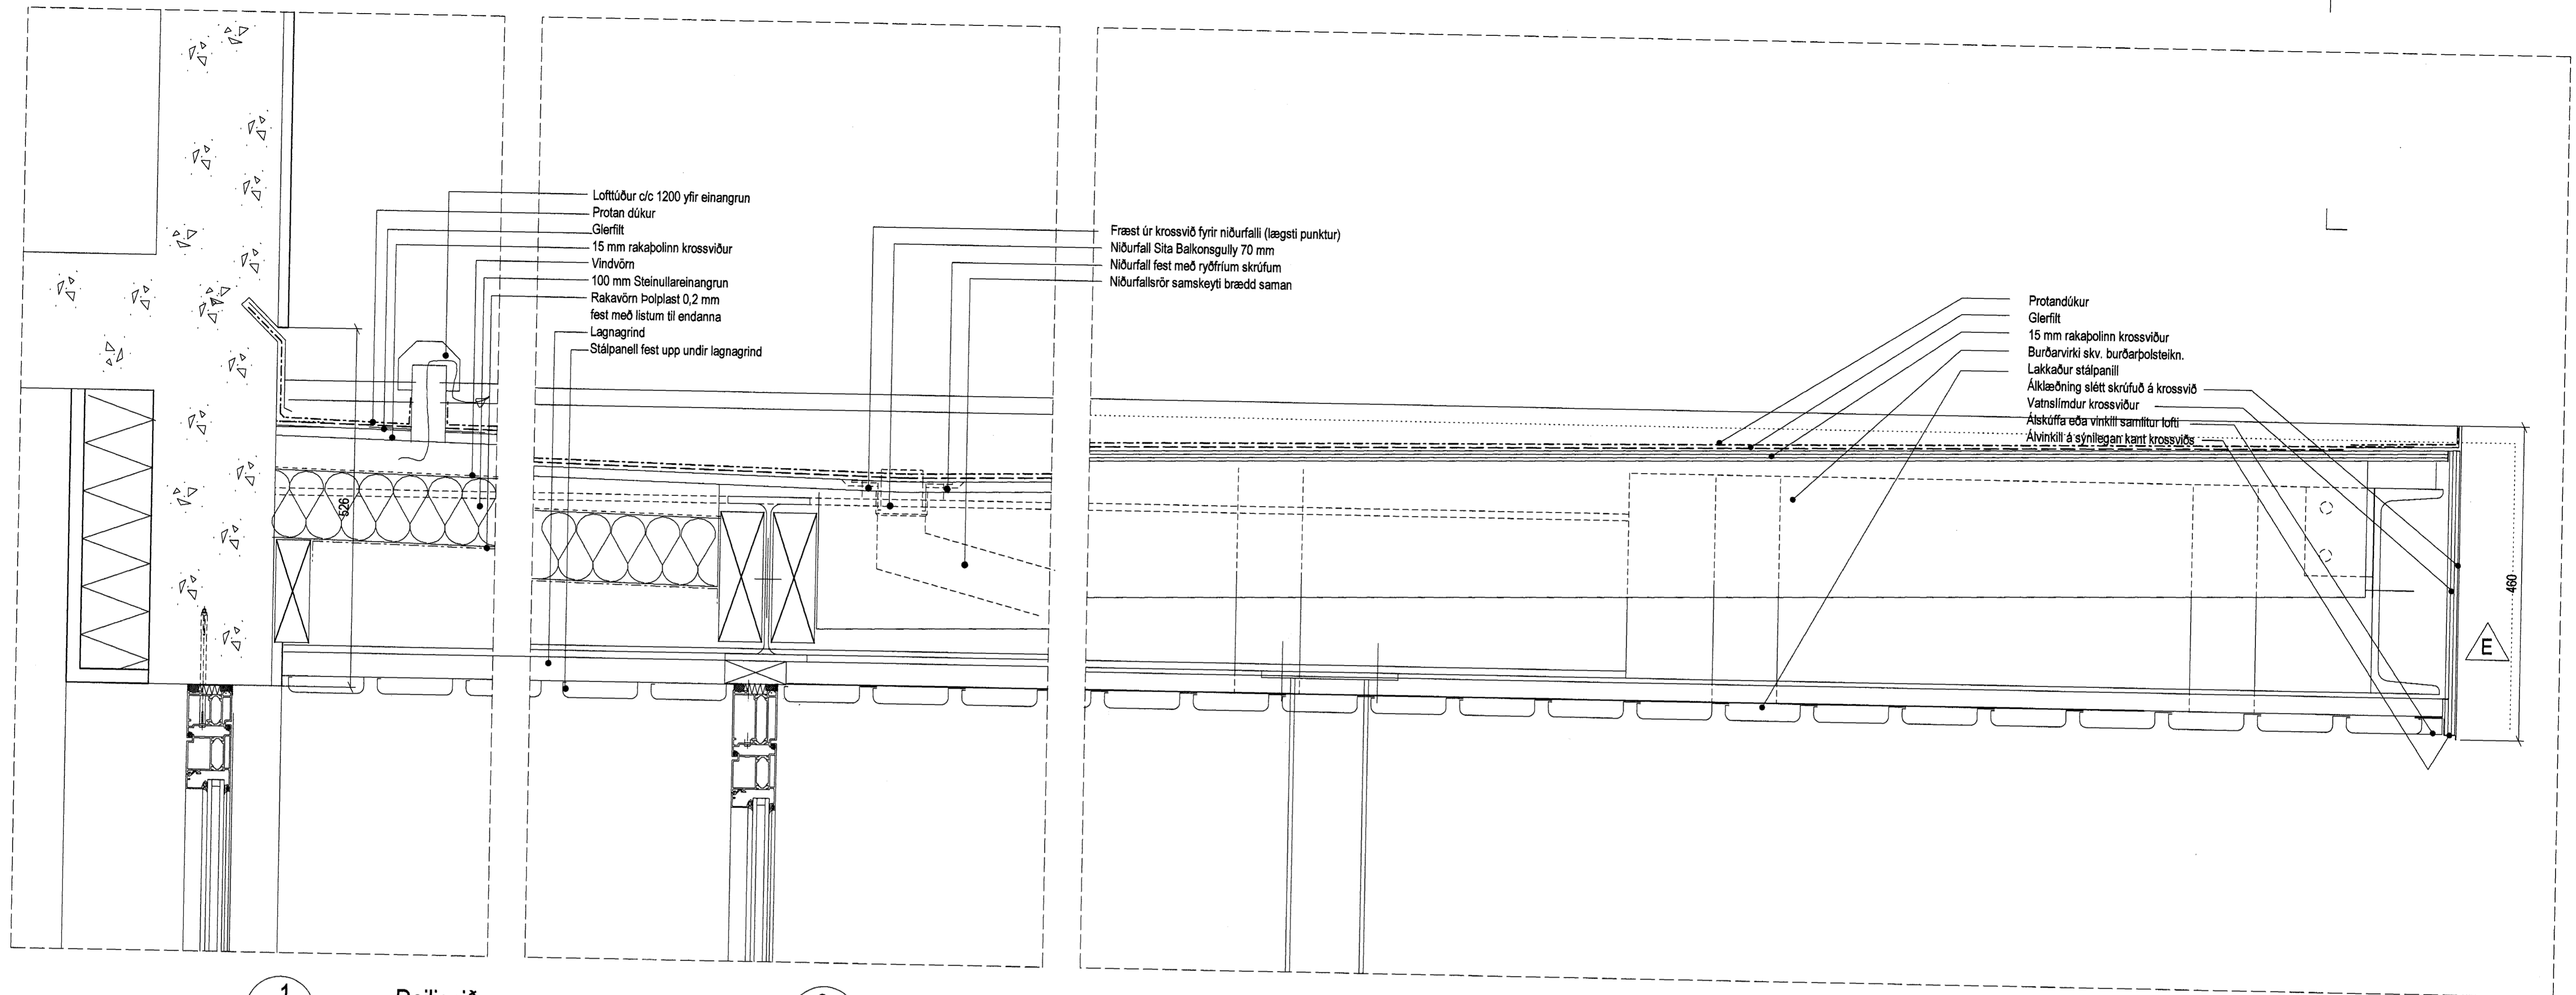 Lofttúður c/c 1200 yfir einangrun
Protan dúkur
Glerfilt
15 mm rakaþolinn krossviður
Vindvörn
100 mm Steinullareinangrun
Rakavörn Þolplast 0,2 mm
fest með listum til endanna
Lagnagrind
Stálpanell fest upp undir lagnagrind
526
Fræst úr krossvið fyrir niðurfalli (lægsti punktur)
Niðurfall Sita Balkonsgully 70 mm
Niðurfall fest með ryðfríum skrúfum
Niðurfallsrör samskeyti brædd saman
Protandúkur
Glerfilt
15 mm rakaþolinn krossviður
Burðarvirki skv. burðarþolsteikn.
Lakkaður stálpanill
Álklæðning slétt skrúfuð á krossvið
Vatnslímdur krossviður
Álskúffa eða vinkill samlitur lofti
Álvinkill á sýnilegan kant krossviðs
460
E
1